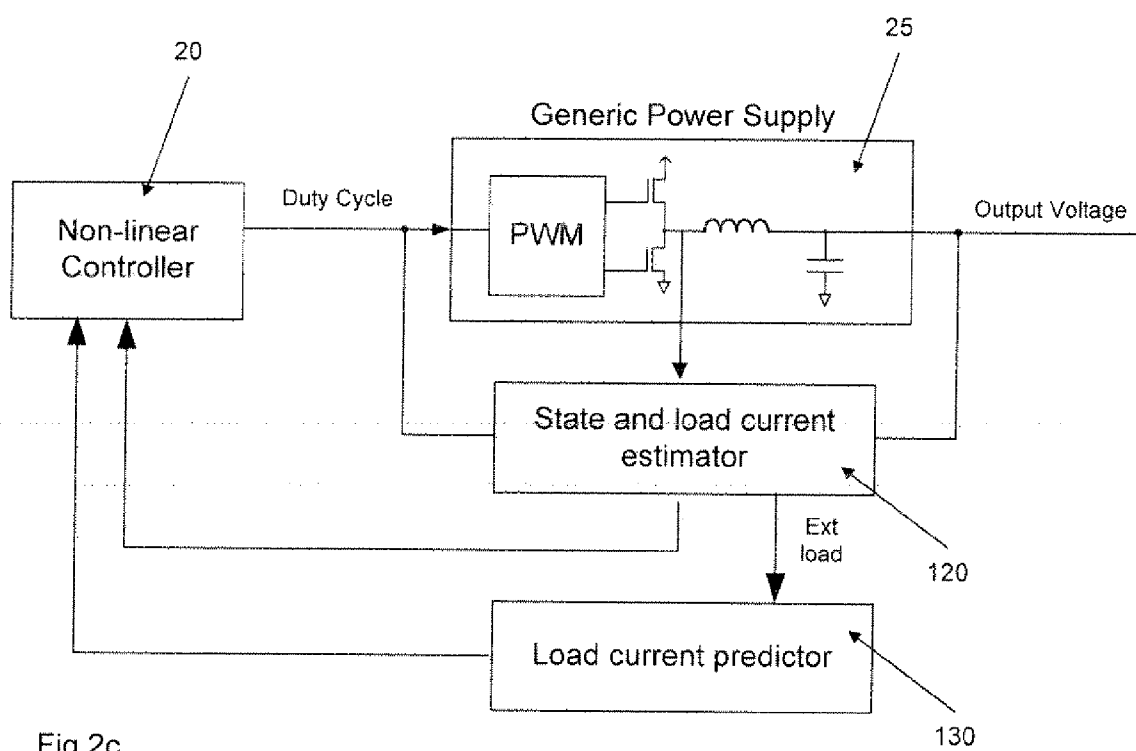 25
20
Generic Power Supply
Duty Cycle
Output Voltage
Non-linear
Controller
PWM
State and load current
estimator
Ext
load
120
Load current predictor
130
Fig 2c